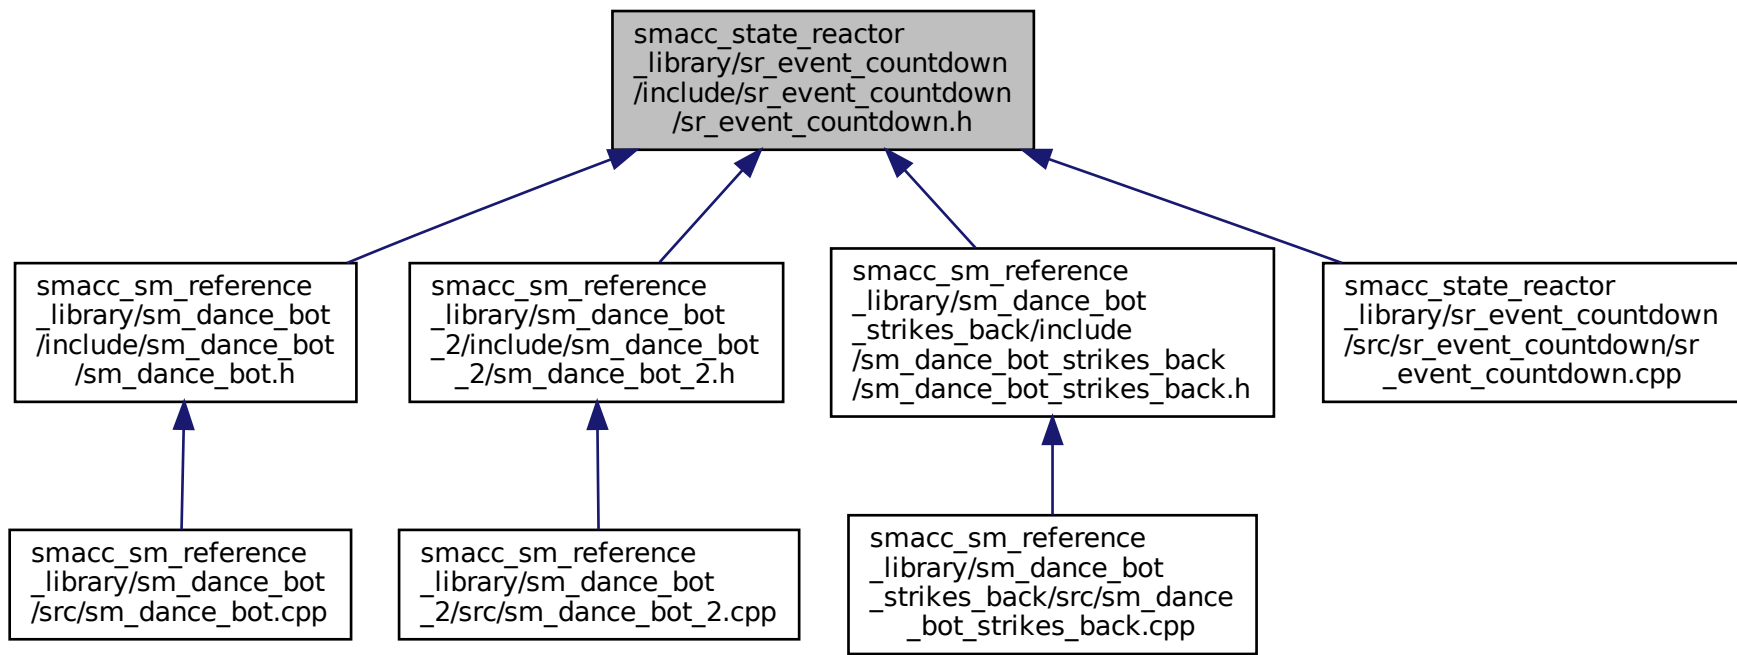 smacc_state_reactor
_library/sr_event_countdown
/include/sr_event_countdown
/sr_event_countdown.h
smacc_sm_reference
_library/sm_dance_bot
/include/sm_dance_bot
/sm_dance_bot.h
smacc_sm_reference
_library/sm_dance_bot
_2/include/sm_dance_bot
_2/sm_dance_bot_2.h
smacc_sm_reference
_library/sm_dance_bot
_strikes_back/include
/sm_dance_bot_strikes_back
/sm_dance_bot_strikes_back.h
smacc_state_reactor
_library/sr_event_countdown
/src/sr_event_countdown/sr
_event_countdown.cpp
smacc_sm_reference
_library/sm_dance_bot
/src/sm_dance_bot.cpp
smacc_sm_reference
_library/sm_dance_bot
_2/src/sm_dance_bot_2.cpp
smacc_sm_reference
_library/sm_dance_bot
_strikes_back/src/sm_dance
_bot_strikes_back.cpp